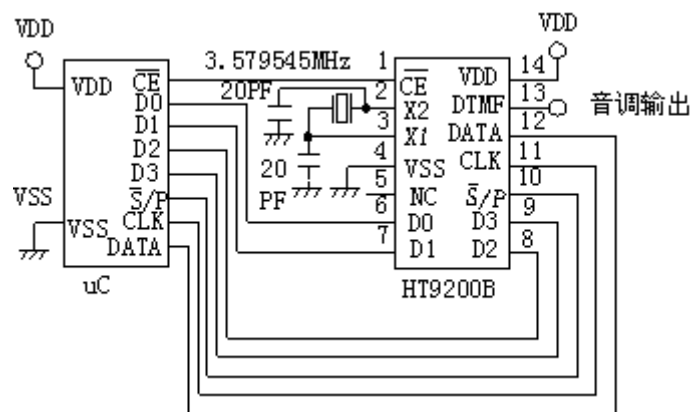 VDD
VDD
3.579545MHz
1
14
VDD
CE
20PF
2
CE
VDD
13
D0
X2
DTMF
音调输出
D1
3
X1
DATA
12
D2
4
VSS
CLK
11
D3
20
PF
5
NC
S/P
10
VSS
S/P
6
D0
D3
9
VSS
CLK
7
D1
D2
8
DATA
uC
HT9200B